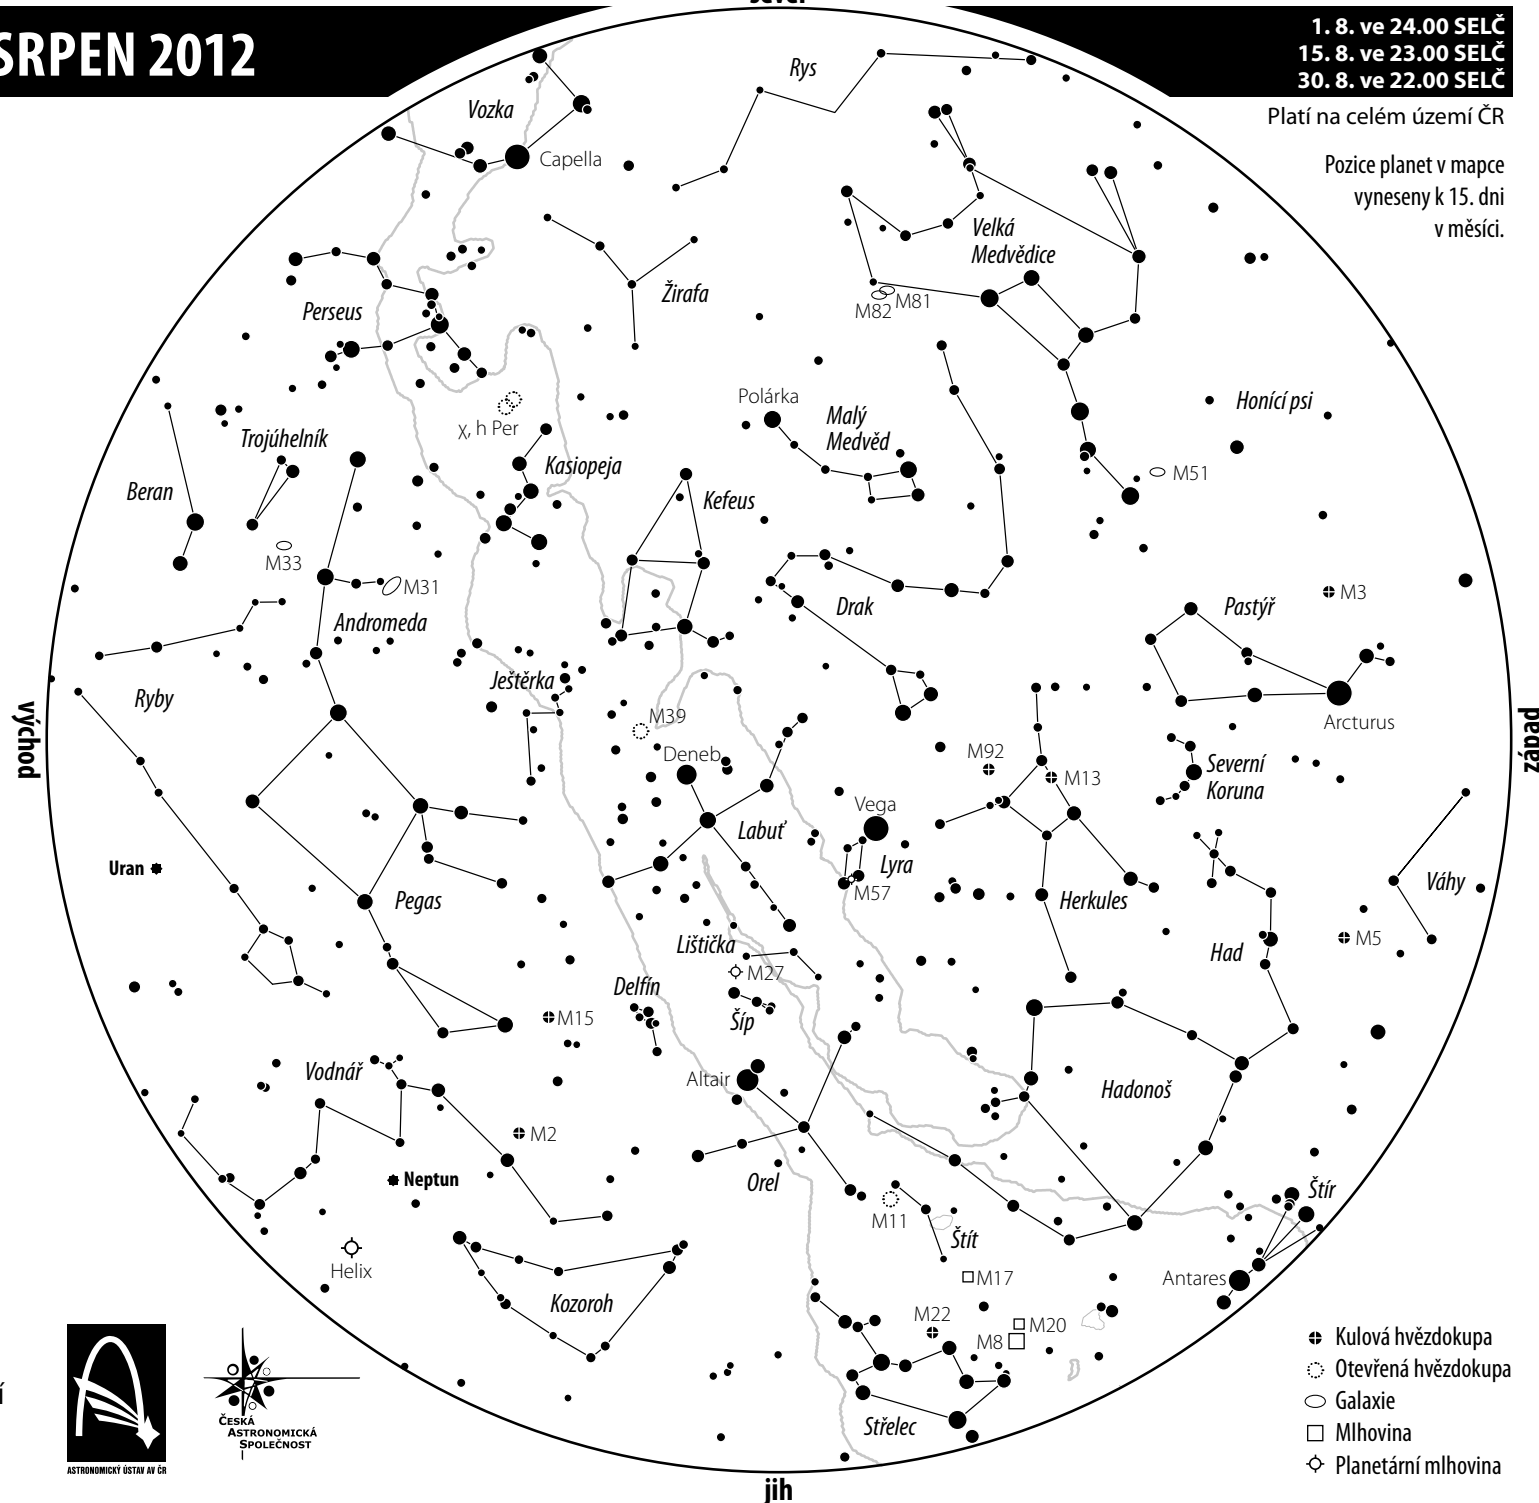 sever
SRPEN 2012
1. 8. ve 24.00 SELČ
15. 8. ve 23.00 SELČ
30. 8. ve 22.00 SELČ
Platí na celém území ČR
Pozice planet v mapce
vyneseny k 15. dni
v měsíci.
Rys
Vozka
Capella
Velká
Medvědice
Žirafa
Perseus
M82
M81
Polárka
Malý
Medvěd
Honící psi
χ, h Per
Trojúhelník
Kasiopeja
Beran
Kefeus
M51
M33
M31
Andromeda
Drak
Pastýř
M3
Ryby
Ještěrka
M39
Arcturus
východ
západ
Deneb
M92
M13
Severní
Koruna
Vega
Labuť
Lyra
Uran
M57
Pegas
Herkules
Váhy
Lištička
Had
M5
M27
Delfín
Šíp
M15
Vodnář
Altair
Hadonoš
M2
Neptun
Orel
M11
Štít
Štír
Helix
M17
Antares
Kozoroh
M22
M20
M8
Střelec
jih
Kulová hvězdokupa
Otevřená hvězdokupa
Galaxie
Mlhovina
Planetární mlhovina
í
ASTRONOMICKÝ ÚSTAV AV ČR
ČESKÁ
ASTRONOMICKÁ
SPOLEČNOST